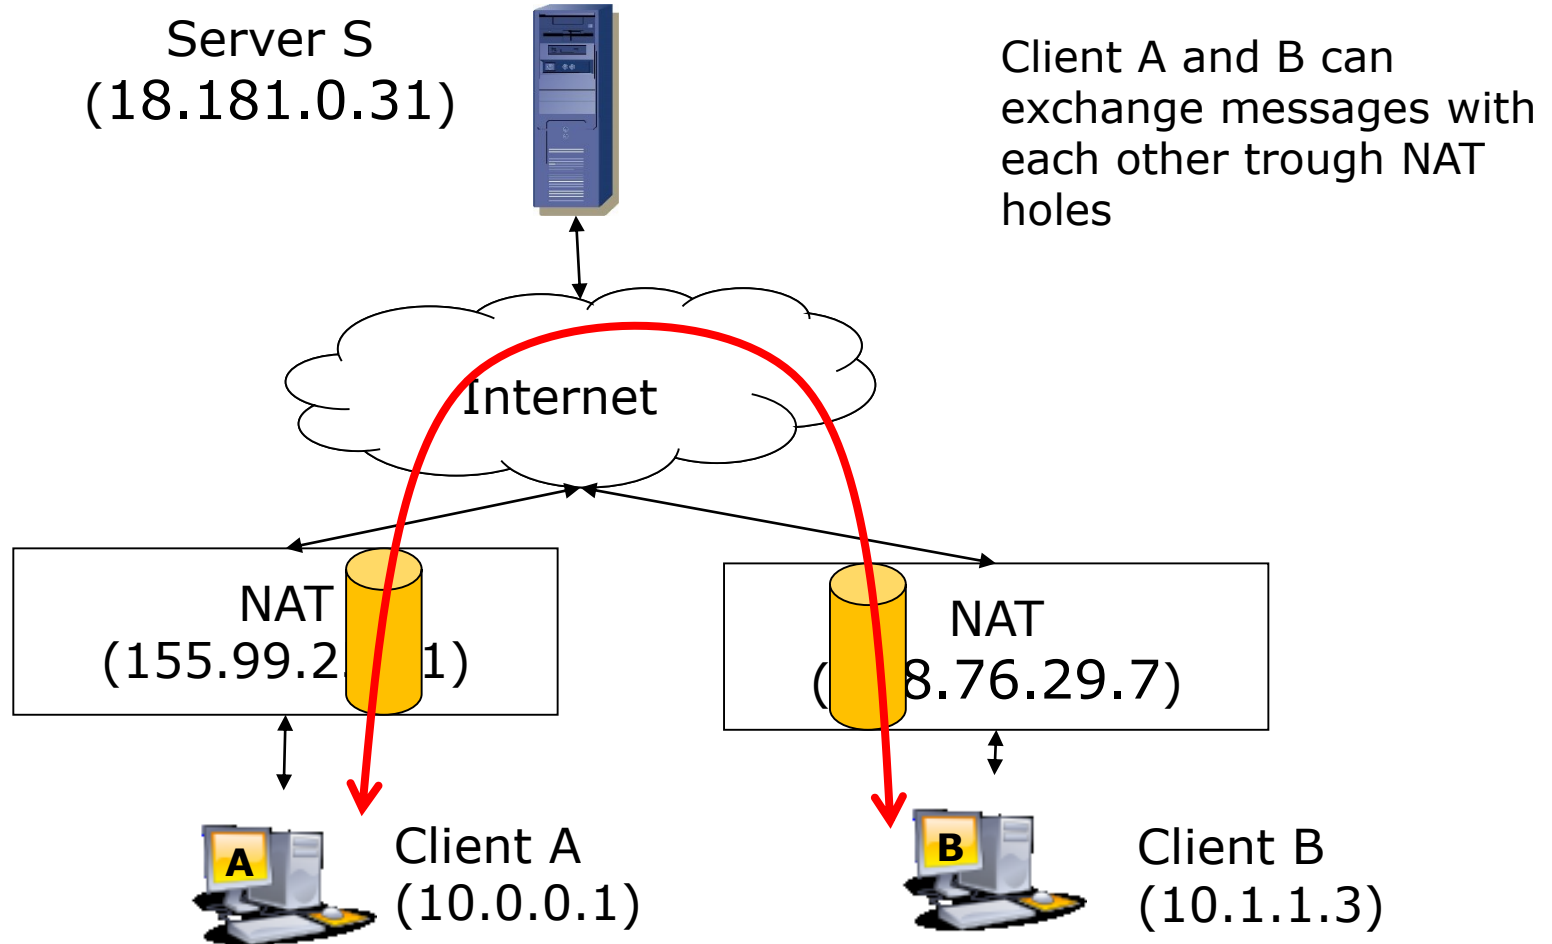 Server S
(18.181.0.31)
Client A and B can
exchange messages with
each other trough NAT
holes
Internet
NAT
(155.99.2 1)
NAT
( 8.76.29.7)
A
Client A
(10.0.0.1)
B
Client B
(10.1.1.3)